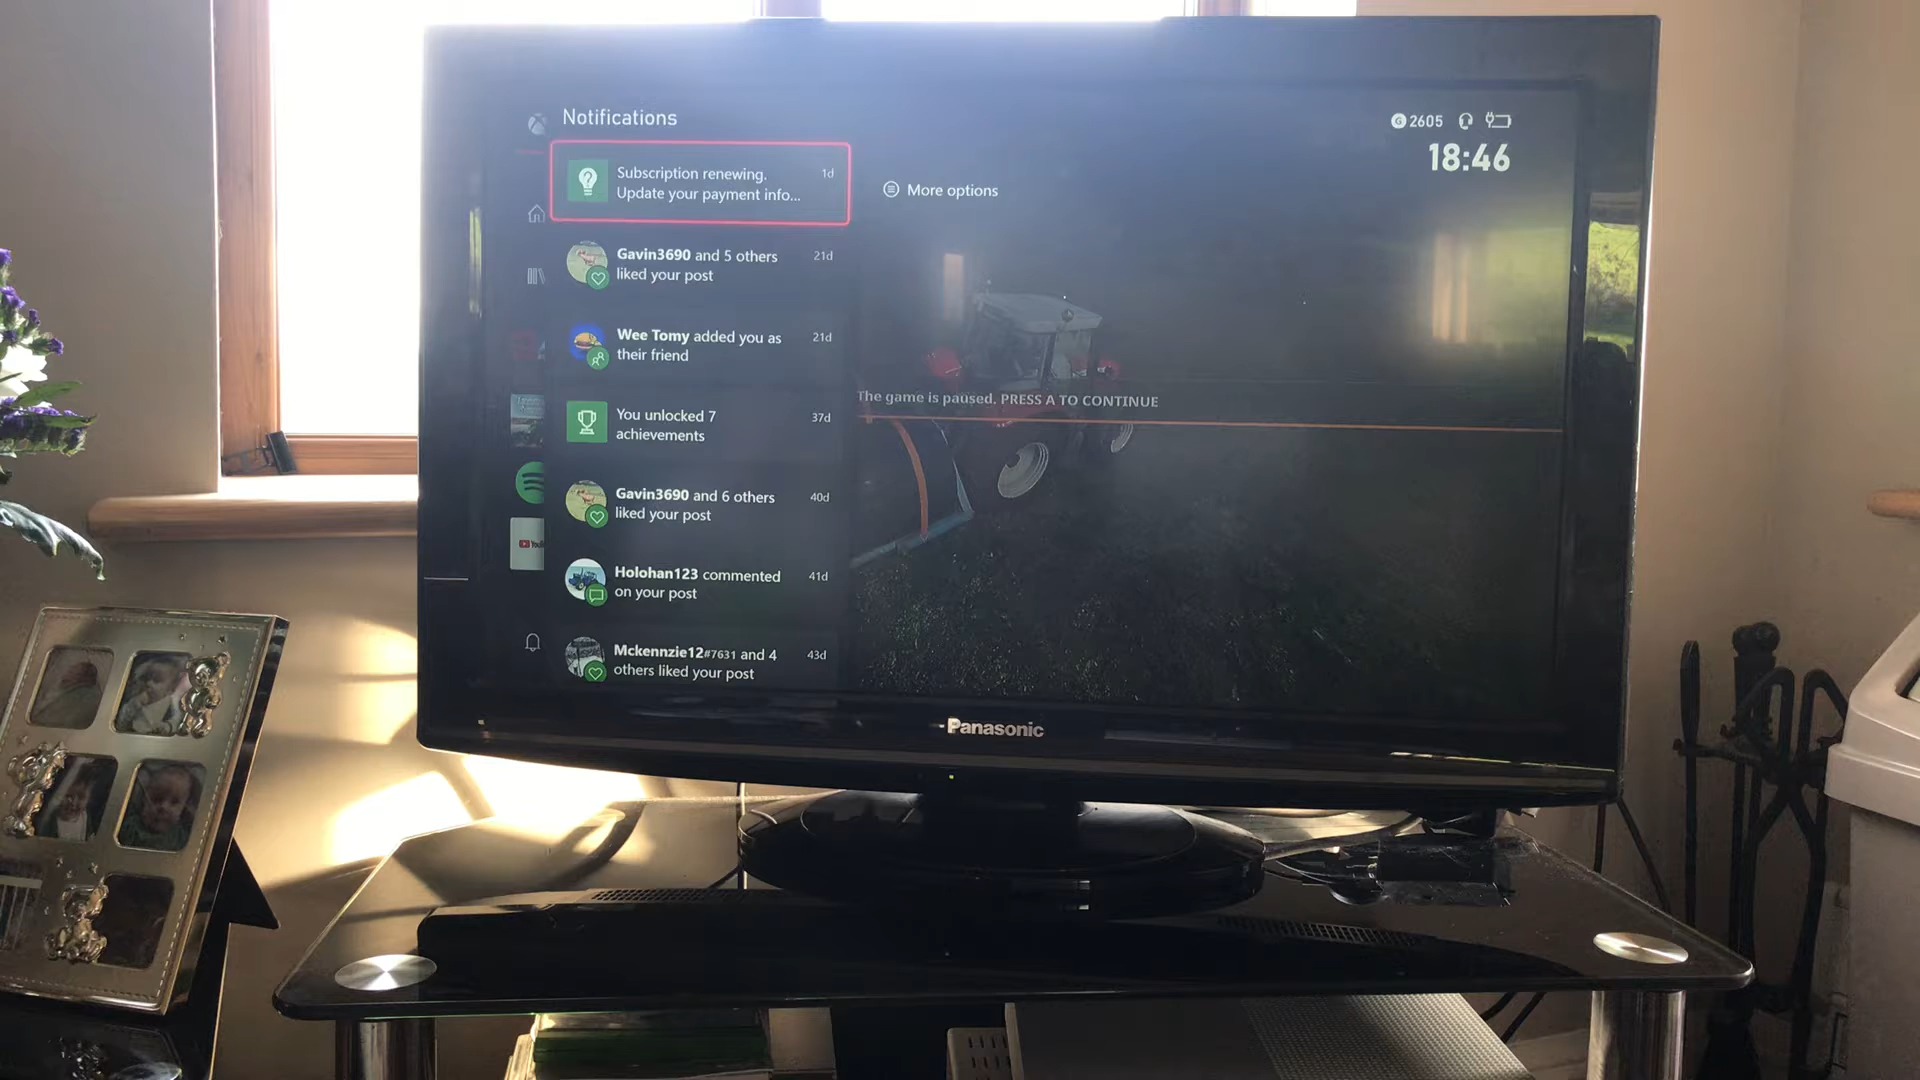 Notifications
2605
18:46
Subscription renewing. 1d
Update your payment info...
More options
Gavin3690 and 5 others 21d
liked your post
Wee Tomy added you as 21d
their friend
The game is paused, PRESS A TO CONTINUE
You unlocked 7 37d
achievements
Gavin3690 and 6 others 40d
liked your post
Holohan123 commented 41d
on your post
Mckennzie12#7631 and 4 43d
others liked your post
Panasonic